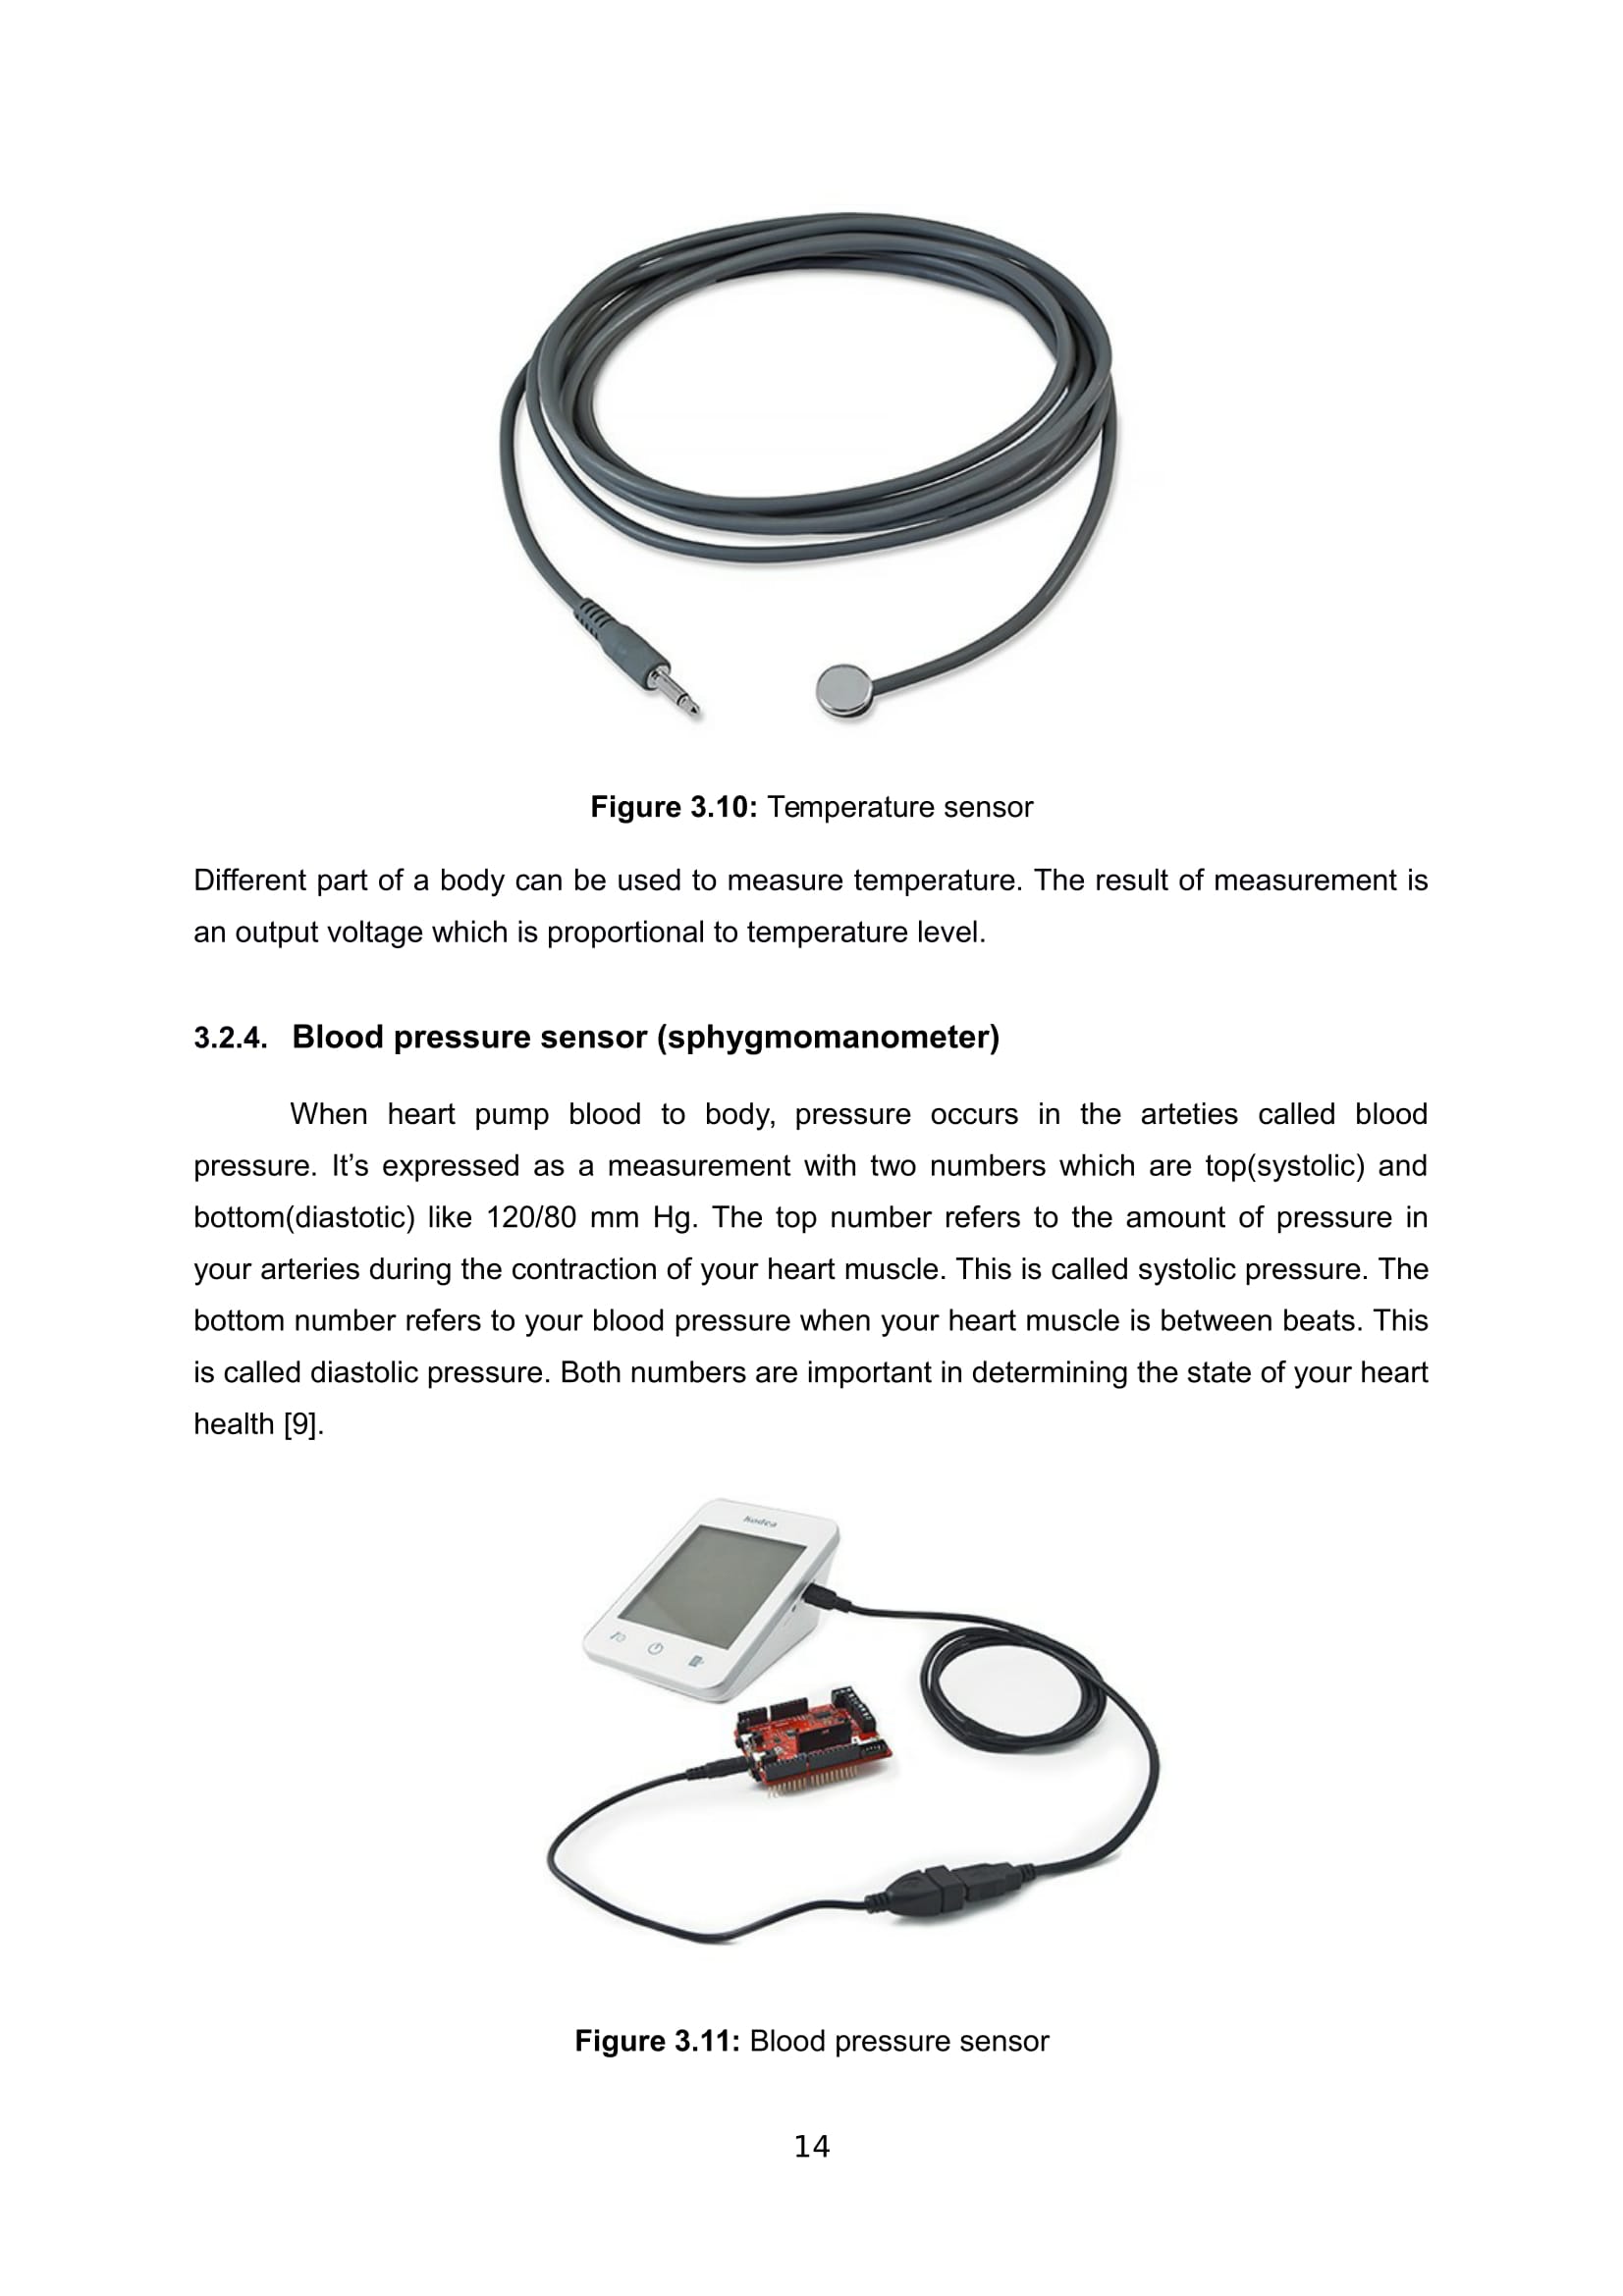 Figure 3.10: Temperature sensor
Different part of a body can be used to measure temperature. The result of measurement is
an output voltage which is proportional to temperature level.
3.2.4. Blood pressure sensor (sphygmomanometer)
When heart pump blood to body, pressure occurs in the arteties called blood
pressure. It’s expressed as a measurement with two numbers which are top(systolic) and
bottom(diastotic) like 120/80 mm Hg. The top number refers to the amount of pressure in
your arteries during the contraction of your heart muscle. This is called systolic pressure. The
bottom number refers to your blood pressure when your heart muscle is between beats. This
is called diastolic pressure. Both numbers are important in determining the state of your heart
health [9].
Kodea
Figure 3.11: Blood pressure sensor
14